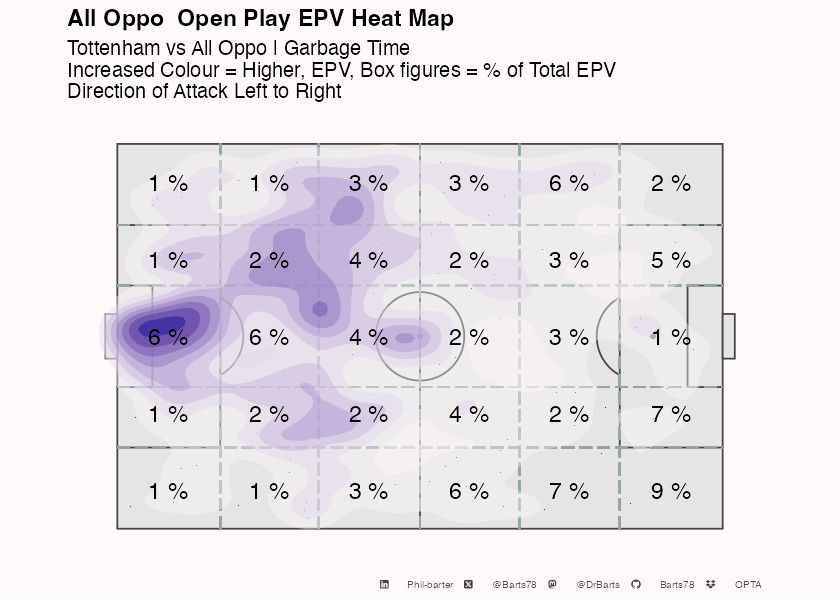 All Oppo  Open Play EPV Heat Map
Tottenham vs All Oppo | Garbage Time
Increased Colour = Higher, EPV, Box figures = % of Total EPV
Direction of Attack Left to Right
1 % 1 % 3 % 3 % 6 % 2 %
1 % 2 % 4 % 2 % 3 % 5 %
6 % 6 % 4 % 2 % 3 % 1 %
1 % 2 % 2 % 4 % 2 % 7 %
1 % 1 % 3 % 6 % 7 % 9 %
Phil-barter @Barts78 @DrBarts Barts78 OPTA